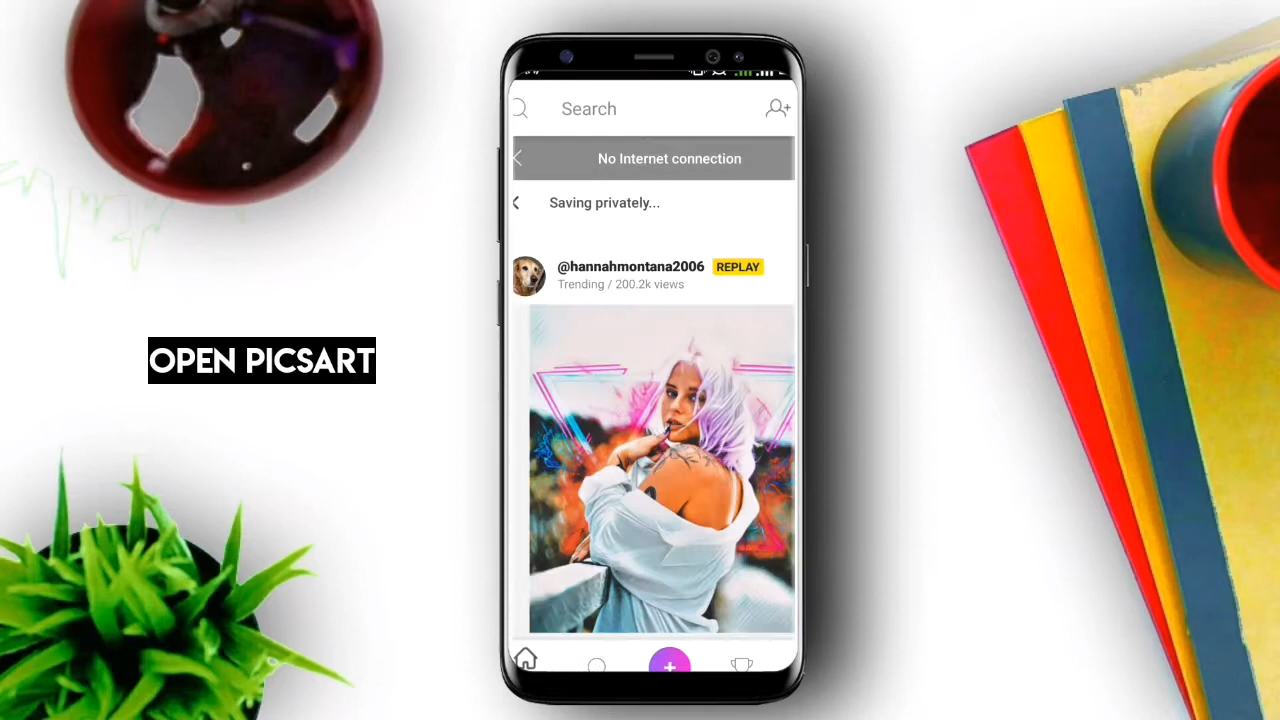 Search
No Internet connection
Saving privately...
@hannahmontana2006 REPLAY
Trending / 200.2k views
OPEN PICSART